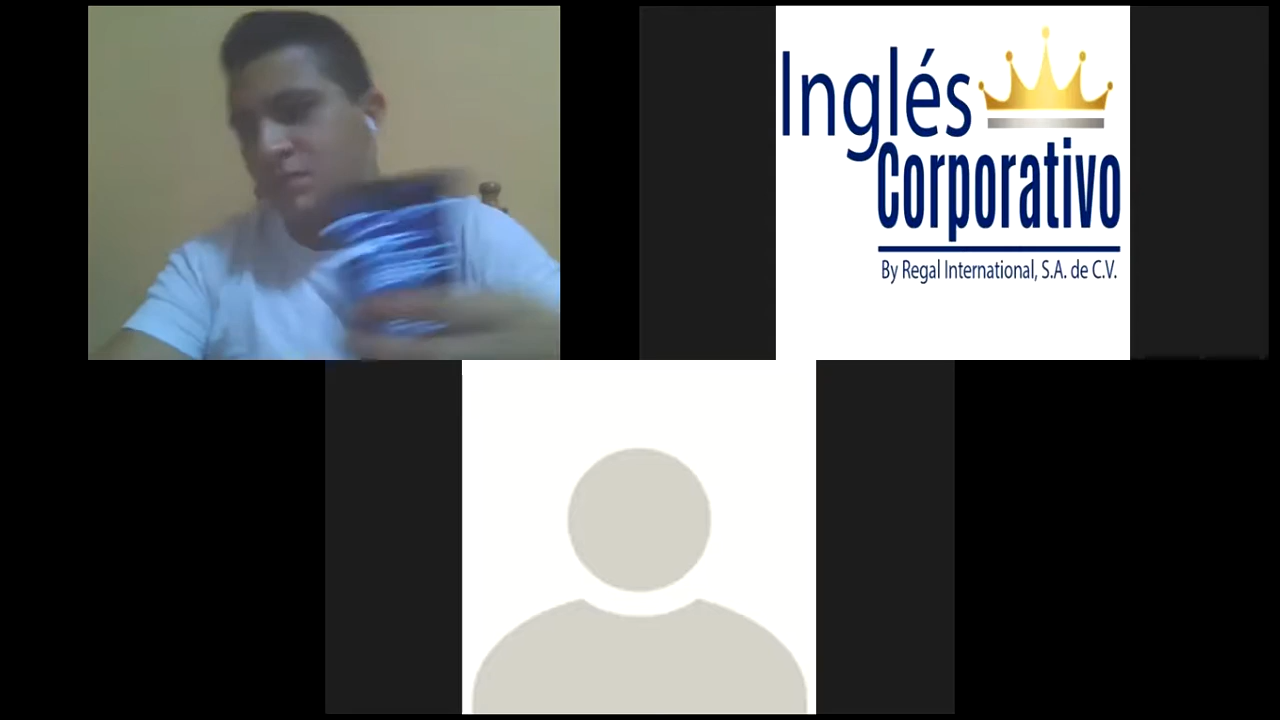 Inglés
Corporativo
By Regal International, S.A. de C.V.